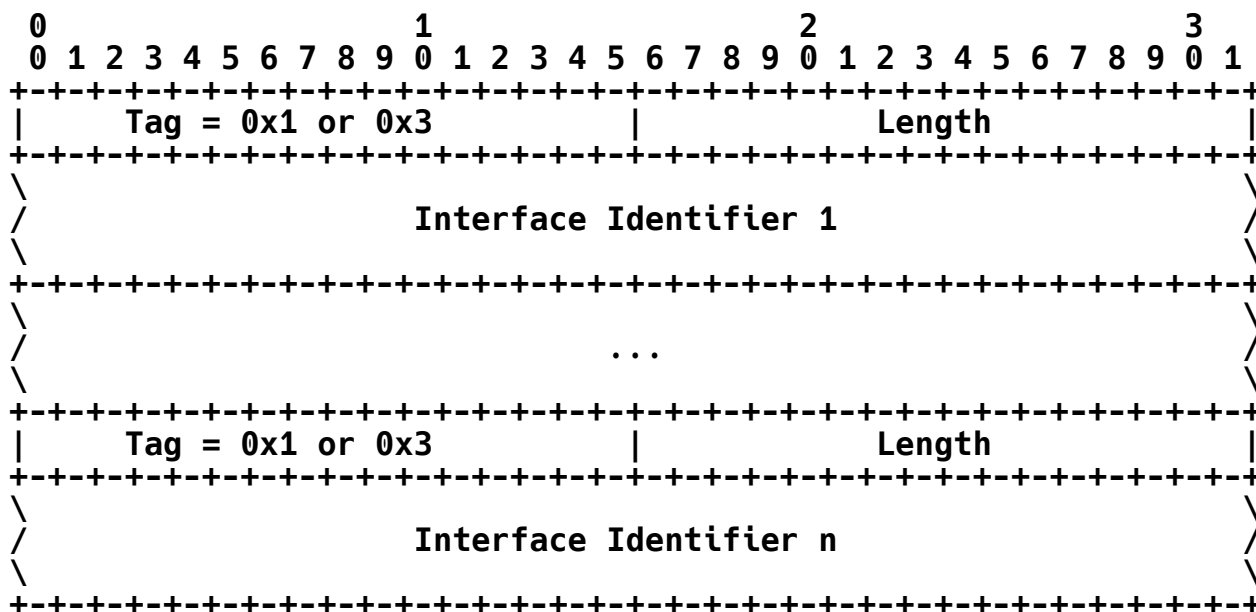 0                   1                   2                   3
 0 1 2 3 4 5 6 7 8 9 0 1 2 3 4 5 6 7 8 9 0 1 2 3 4 5 6 7 8 9 0 1
+-+-+-+-+-+-+-+-+-+-+-+-+-+-+-+-+-+-+-+-+-+-+-+-+-+-+-+-+-+-+-+-+
|     Tag = 0x1 or 0x3          |            Length             |
+-+-+-+-+-+-+-+-+-+-+-+-+-+-+-+-+-+-+-+-+-+-+-+-+-+-+-+-+-+-+-+-+
\                                                               \
/                    Interface Identifier 1                     /
\                                                               \
+-+-+-+-+-+-+-+-+-+-+-+-+-+-+-+-+-+-+-+-+-+-+-+-+-+-+-+-+-+-+-+-+
\                                                               \
/                              ...                              /
\                                                               \
+-+-+-+-+-+-+-+-+-+-+-+-+-+-+-+-+-+-+-+-+-+-+-+-+-+-+-+-+-+-+-+-+
|     Tag = 0x1 or 0x3          |            Length             |
+-+-+-+-+-+-+-+-+-+-+-+-+-+-+-+-+-+-+-+-+-+-+-+-+-+-+-+-+-+-+-+-+
\                                                               \
/                    Interface Identifier n                     /
\                                                               \
+-+-+-+-+-+-+-+-+-+-+-+-+-+-+-+-+-+-+-+-+-+-+-+-+-+-+-+-+-+-+-+-+